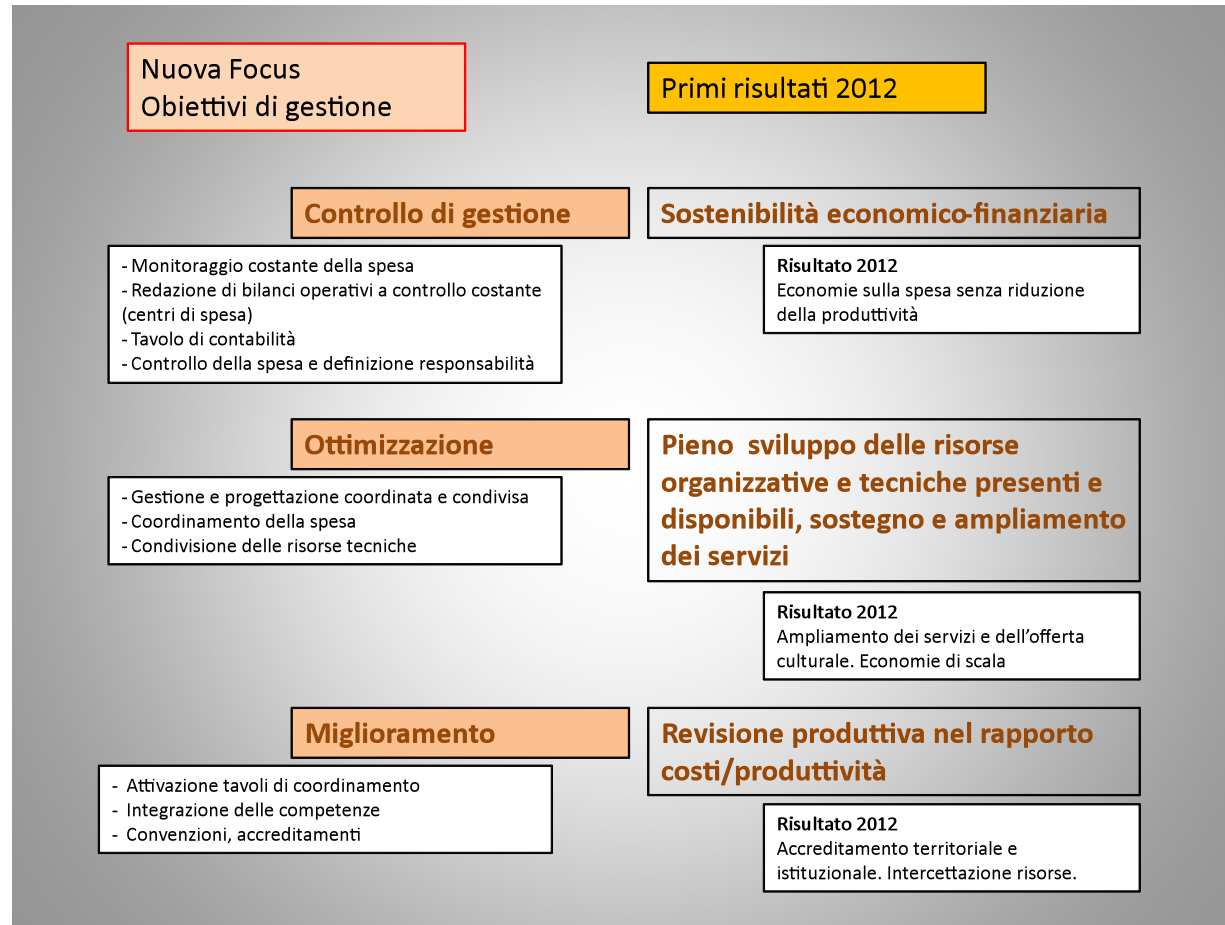 Nuova Focus
Obiettivi di gestione
Primi risultati 2012
Controllo di gestione
- Monitoraggio costante della spesa
- Redazione di bilanci operativi a controllo costante
(centri di spesa)
- Tavolo di contabilità
- Controllo della spesa e definizione responsabilità
Sostenibilità economico-finanziaria
Risultato 2012
Economie sulla spesa senza riduzione
della produttività
Ottimizzazione
- Gestione e progettazione coordinata e condivisa
- Coordinamento della spesa
- Condivisione delle risorse tecniche
Pieno  sviluppo delle risorse
organizzative e tecniche presenti e
disponibili, sostegno e ampliamento
dei servizi
Risultato 2012
Ampliamento dei servizi e dell’offerta
culturale. Economie di scala
Miglioramento
- Attivazione tavoli di coordinamento
- Integrazione delle competenze
- Convenzioni, accreditamenti
Revisione produttiva nel rapporto
costi/produttività
Risultato 2012
Accreditamento territoriale e
istituzionale. Intercettazione risorse.